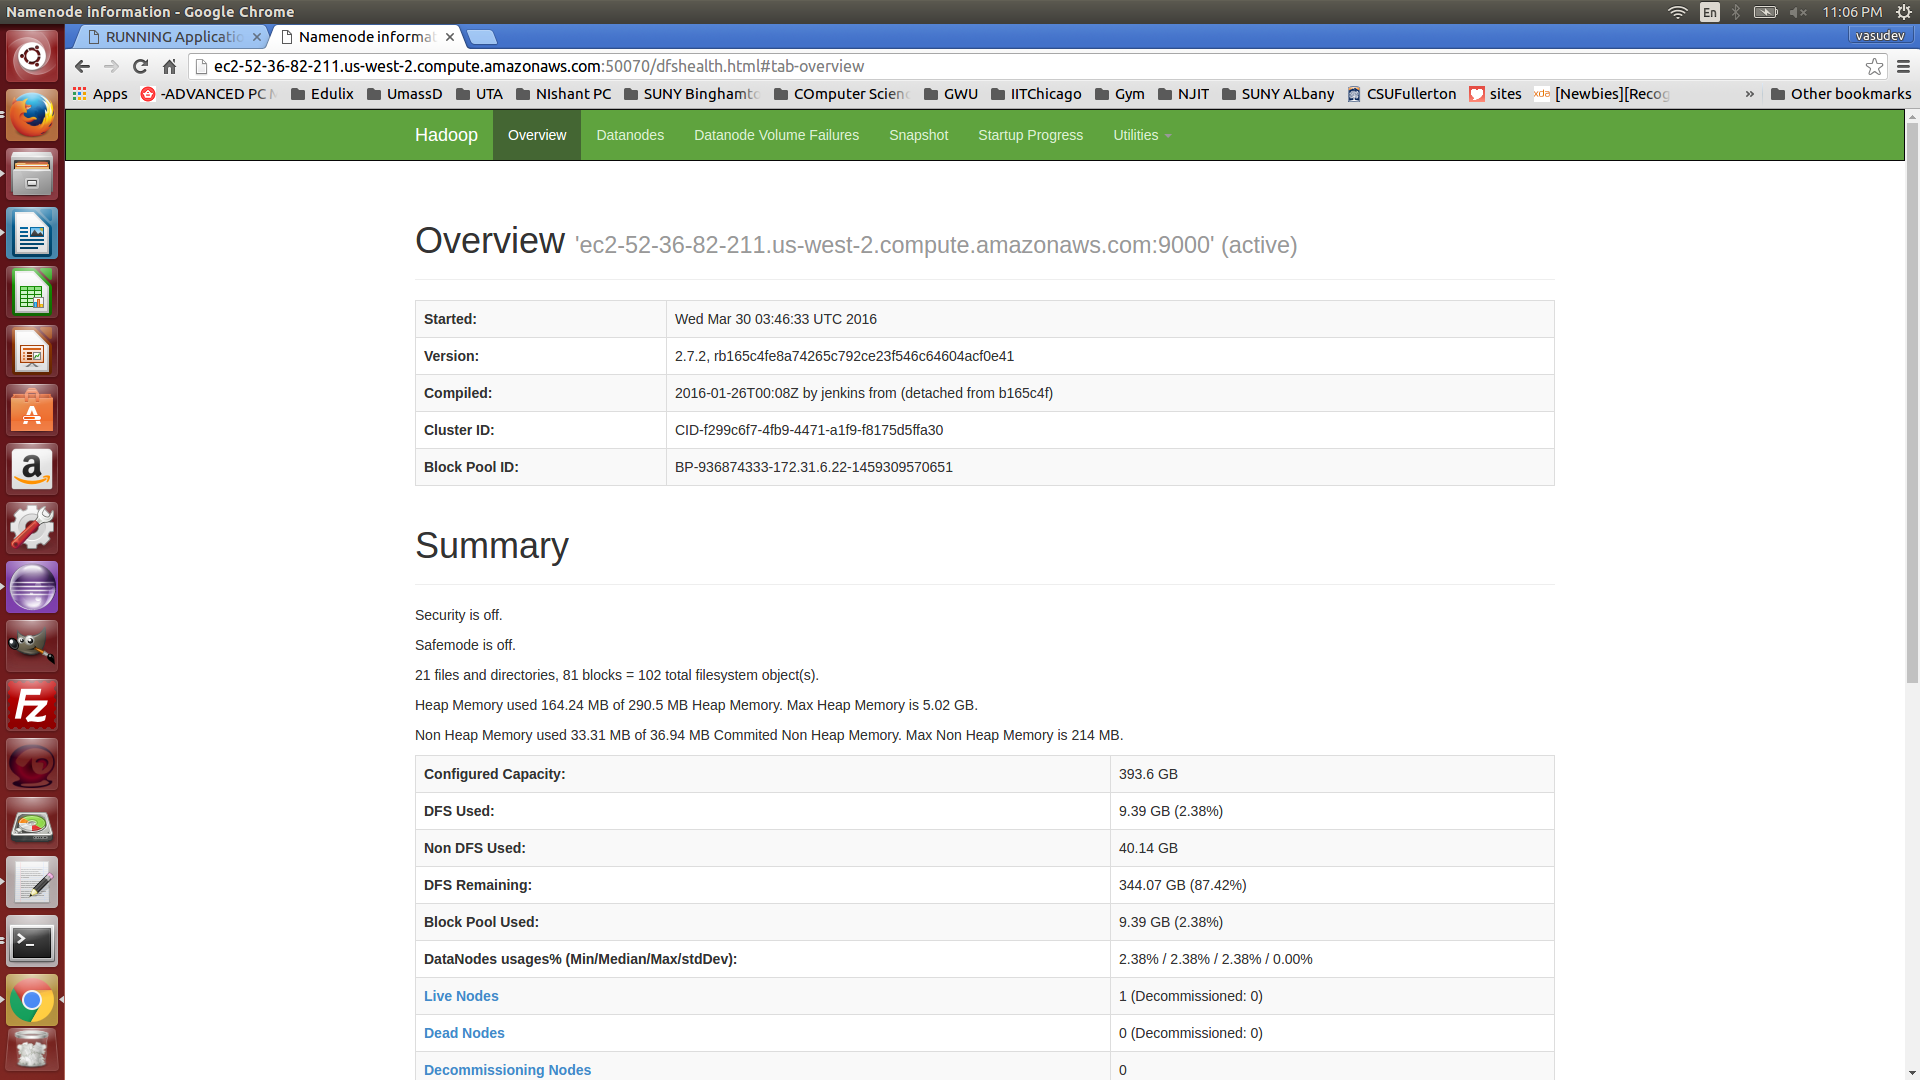 Namenode information - Google Chrome
En
11:06 PM
RUNNING Applicatio
Namenode informa
vasudev
ec2-52-36-82-211.us-west-2.compute.amazonaws.com:50070/dfshealth.html#tab-overview
Apps -ADVANCED PC Edulix UmassD UTA NIshant PC SUNY Binghamto COmputer Scienc GWU IITChicago Gym NJIT SUNY ALbany CSUFullerton sites xda [Newbies][Recog » Other bookmarks
Hadoop Overview Datanodes Datanode Volume Failures Snapshot Startup Progress Utilities
Overview 'ec2-52-36-82-211.us-west-2.compute.amazonaws.com:9000' (active)
Started: Wed Mar 30 03:46:33 UTC 2016
Version: 2.7.2, rb165c4fe8a74265c792ce23f546c64604acf0e41
Compiled: 2016-01-26T00:08Z by jenkins from (detached from b165c4f)
Cluster ID: CID-f299c6f7-4fb9-4471-a1f9-f8175d5ffa30
Block Pool ID: BP-936874333-172.31.6.22-1459309570651
Summary
Security is off.
Safemode is off.
21 files and directories, 81 blocks = 102 total filesystem object(s).
Heap Memory used 164.24 MB of 290.5 MB Heap Memory. Max Heap Memory is 5.02 GB.
Non Heap Memory used 33.31 MB of 36.94 MB Commited Non Heap Memory. Max Non Heap Memory is 214 MB.
Configured Capacity: 393.6 GB
DFS Used: 9.39 GB (2.38%)
Non DFS Used: 40.14 GB
DFS Remaining: 344.07 GB (87.42%)
Block Pool Used: 9.39 GB (2.38%)
DataNodes usages% (Min/Median/Max/stdDev): 2.38% / 2.38% / 2.38% / 0.00%
Live Nodes 1 (Decommissioned: 0)
Dead Nodes 0 (Decommissioned: 0)
Decommissioning Nodes 0